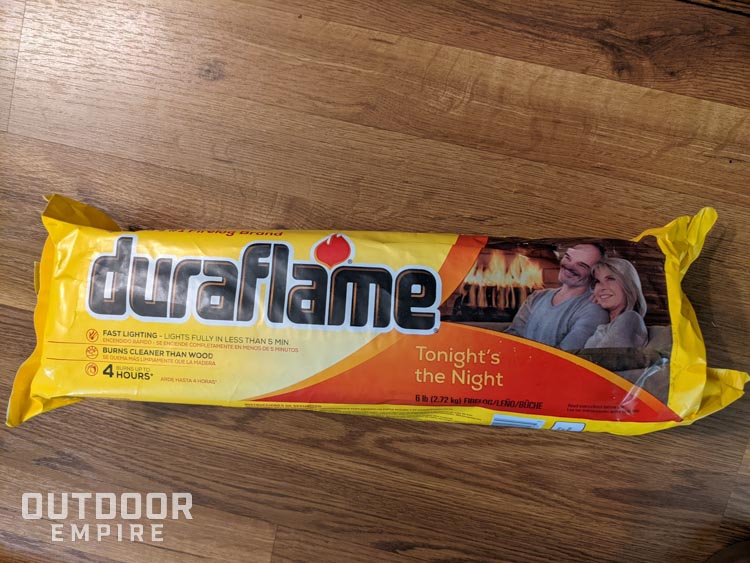 #1 Firelog Brand
duraflame
FAST LIGHTING - LIGHTS FULLY IN LESS THAN 5 MIN
ENCENDIDO RÁPIDO - SE ENCIENDE COMPLETAMENTE EN MENOS DE 5 MINUTOS
BURNS CLEANER THAN WOOD
SE QUEMA MÁS LIMPIAMENTE QUE LA MADERA
BURNS UP TO
4 HOURS*
ARDE HASTA 4 HORAS*
Tonight's
the Night
6 lb (2.72 kg) FIRELOG/LEÑO/BÛCHE
OUTDOOR
EMPIRE